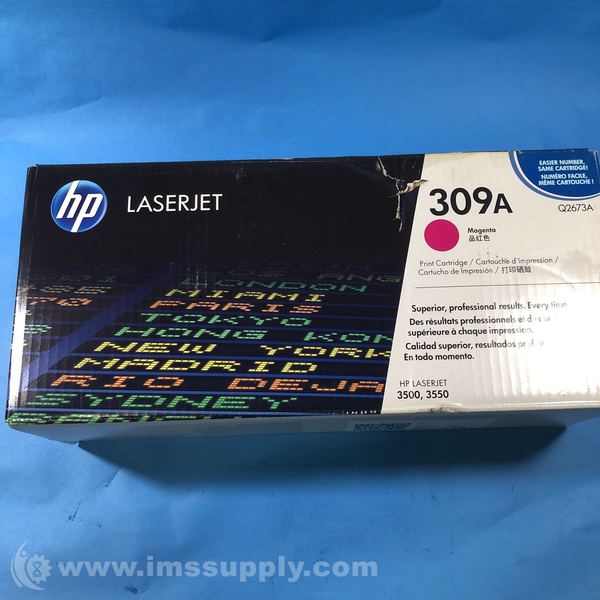 hp
LASERJET
309A
EASIER NUMBER,
SAME CARTRIDGE!
NUMÉRO FACILE,
MÊME CARTOUCHE!
Q2673A
Magenta
品紅色
Print Cartridge / Cartouche d'impression /
Cartucho de Impresión / 打印硒鼓
Superior, professional results. Every time
Des résultats professionnels et de
supérieure à chaque impression.
Calidad superior, resultados
En todo momento.
HP LASERJET
3500, 3550
LONDON
MIAMI
PARIS
TOKYO
HONG KON
NEW YORK
MADRID
RIO DEJA
SYDNEY
www.imssupply.com